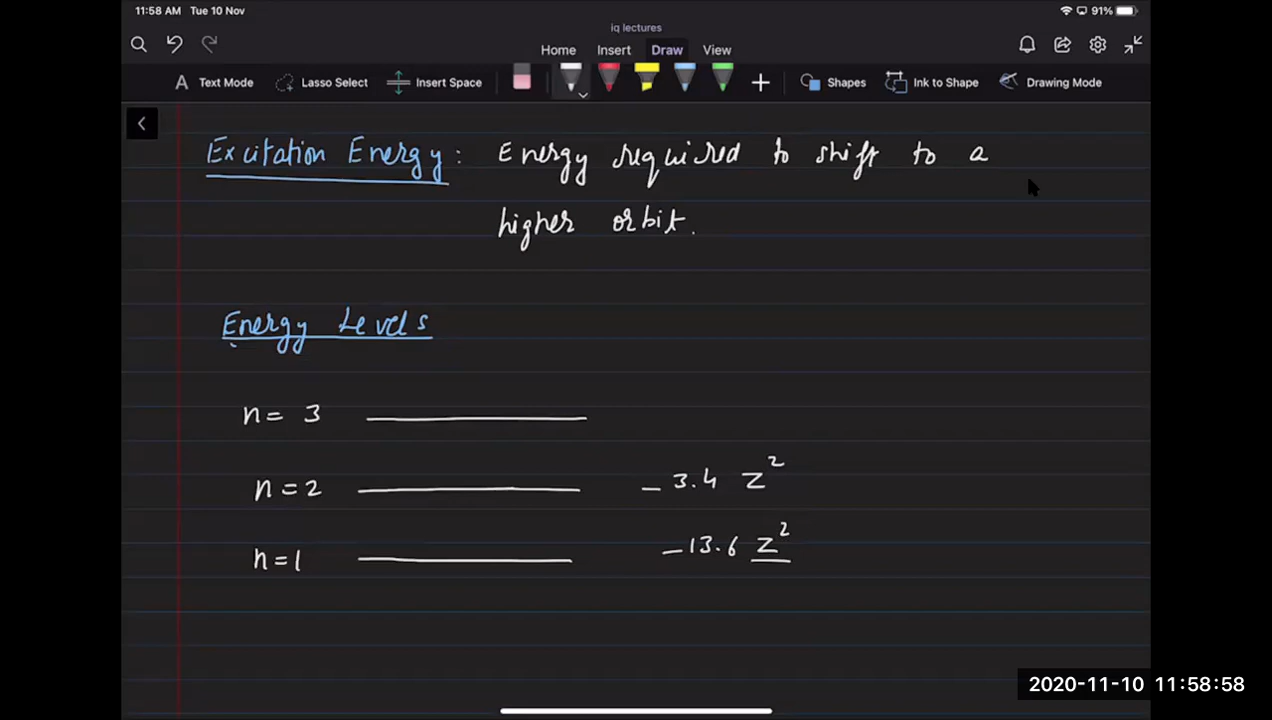 11:58 AM Tue 10 Nov
91%
iq lectures
Home Insert Draw View
A Text Mode Lasso Select Insert Space Shapes Ink to Shape Drawing Mode
Excitation Energy: Energy required to shift to a
higher orbit.
Energy Levels
n= 3
n=2 -3.4 Z²
n=1 -13.6 Z²
2020-11-10 11:58:58